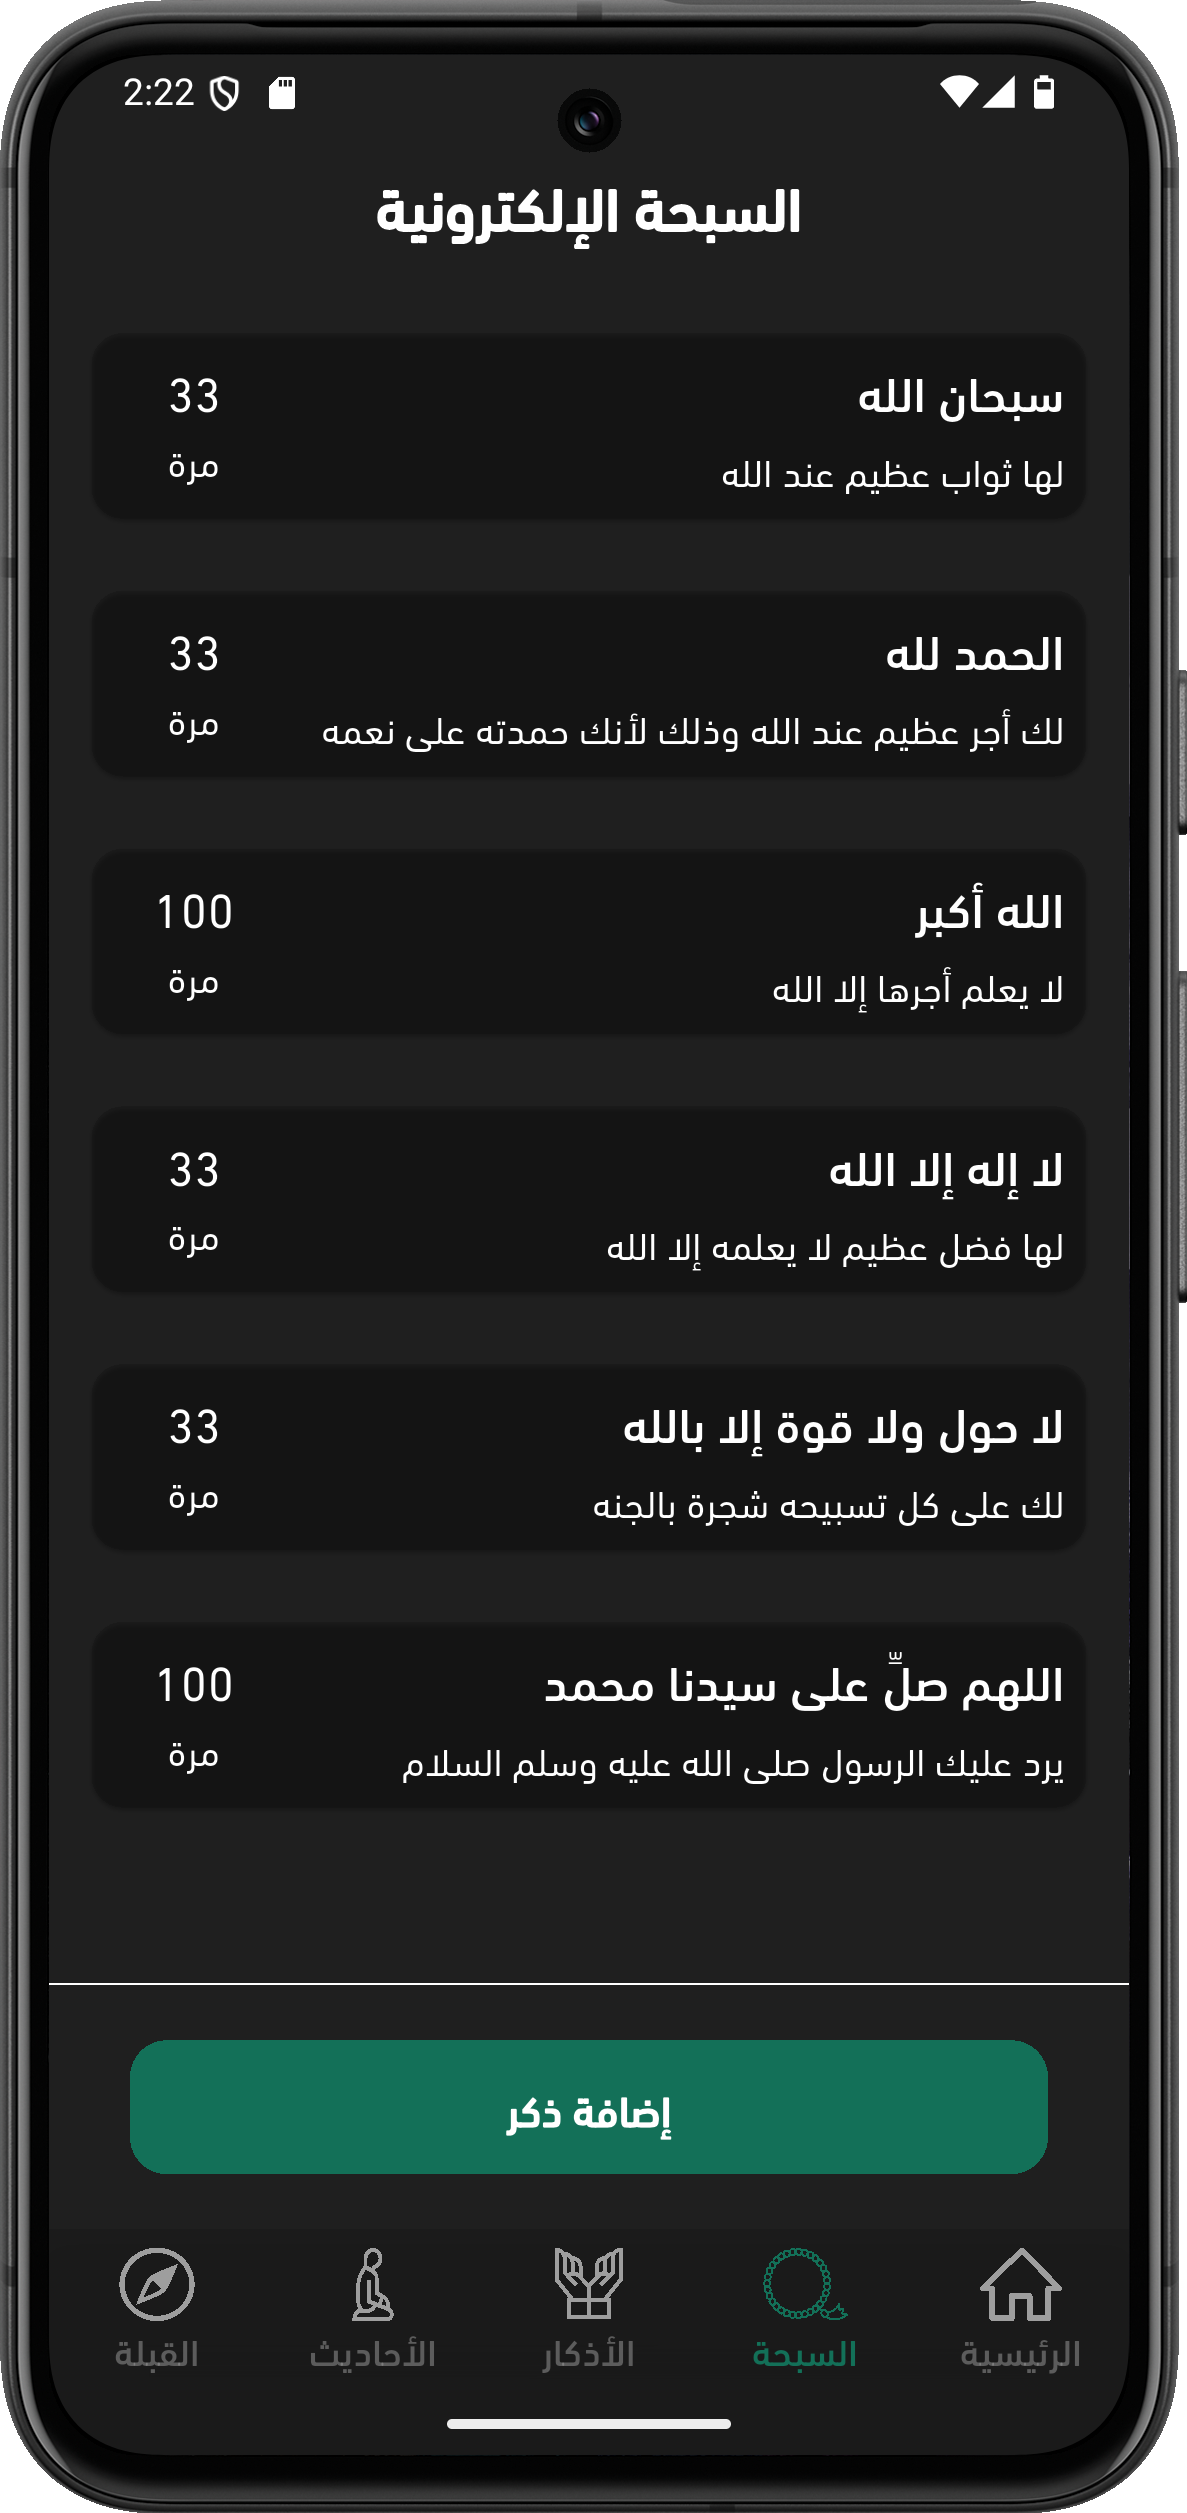 2:22
السبحة الإلكترونية
سبحان الله
33
لها ثواب عظيم عند الله
مرة
الحمد لله
33
لك أجر عظيم عند الله وذلك لأنك حمدته على نعمه
مرة
الله أكبر
100
لا يعلم أجرها إلا الله
مرة
لا إله إلا الله
33
لها فضل عظيم لا يعلمه إلا الله
مرة
لا حول ولا قوة إلا بالله
33
لك على كل تسبيحه شجرة بالجنه
مرة
اللهم صلِّ على سيدنا محمد
100
يرد عليك الرسول صلى الله عليه وسلم السلام
مرة
إضافة ذكر
الرئيسية السبحة الأذكار الأحاديث القبلة